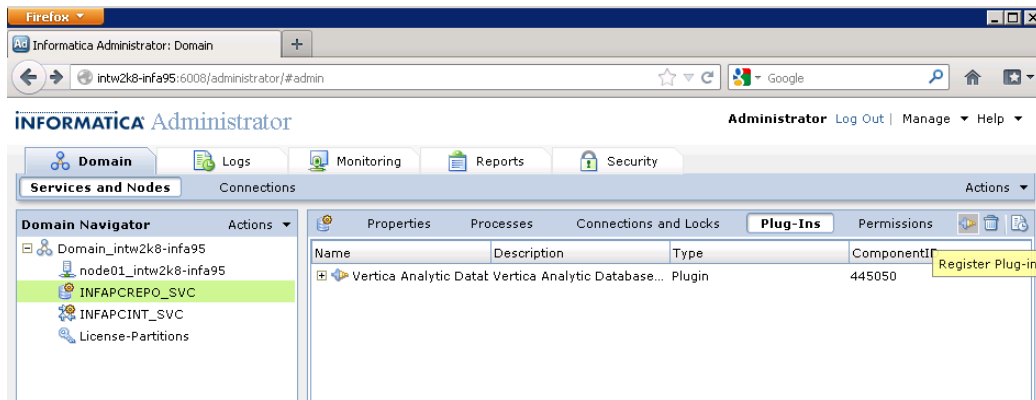 Firefox
Informatica Administrator: Domain
intw2k8-infa95:6008/administrator/#admin Google
INFORMATICA Administrator Administrator Log Out | Manage Help
Domain Logs Monitoring Reports Security
Services and Nodes Connections Actions
Domain Navigator Actions Properties Processes Connections and Locks Plug-Ins Permissions
Domain_intw2k8-infa95 Name Description Type ComponentID
Register Plug-in
node01_intw2k8-infa95 Vertica Analytic Datab Vertica Analytic Database... Plugin 445050
INFAPCREPO_SVC
INFAPCINT_SVC
License-Partitions